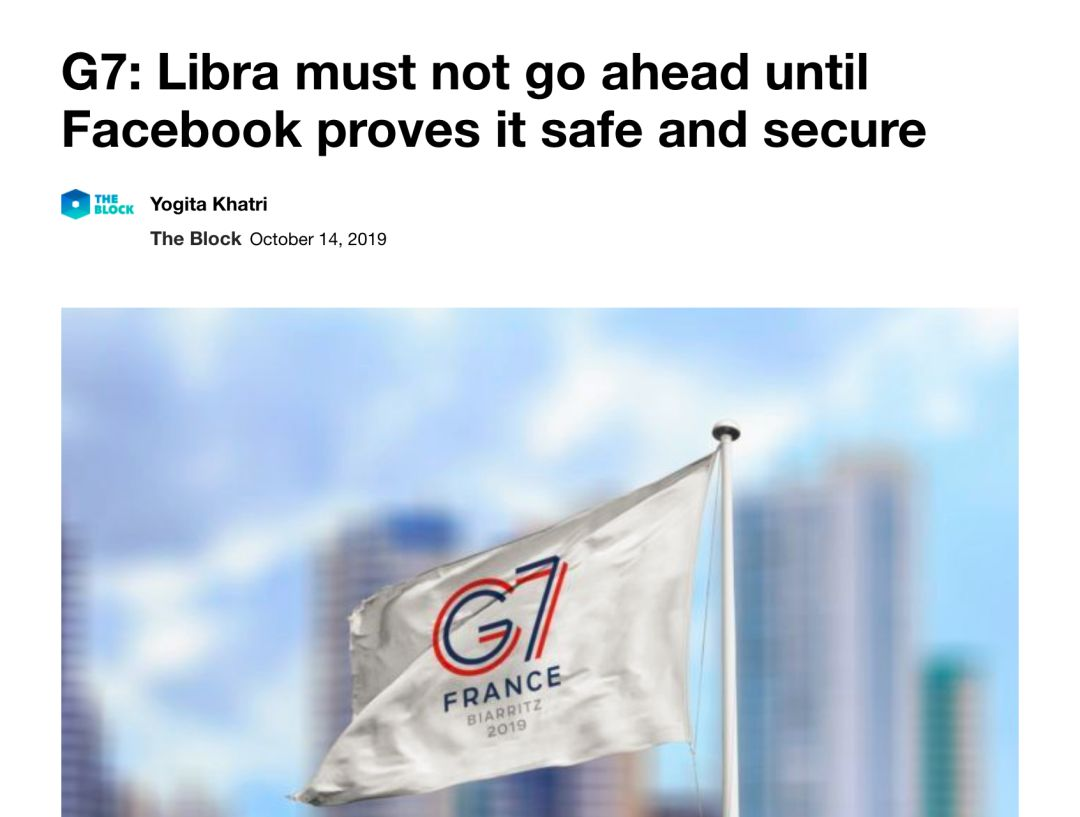 G7: Libra must not go ahead until
Facebook proves it safe and secure
THE
BLOCK
Yogita Khatri
The Block October 14, 2019
G7
FRANCE
BIARRITZ
2019